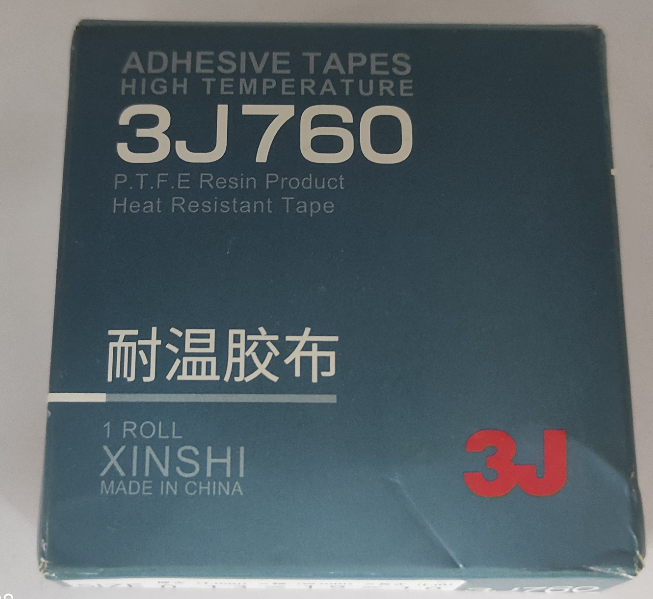 ADHESIVE TAPES
HIGH TEMPERATURE
3J760
P.T.F.E Resin Product
Heat Resistant Tape
耐温胶布
1 ROLL
XINSHI
MADE IN CHINA
3J
3J760